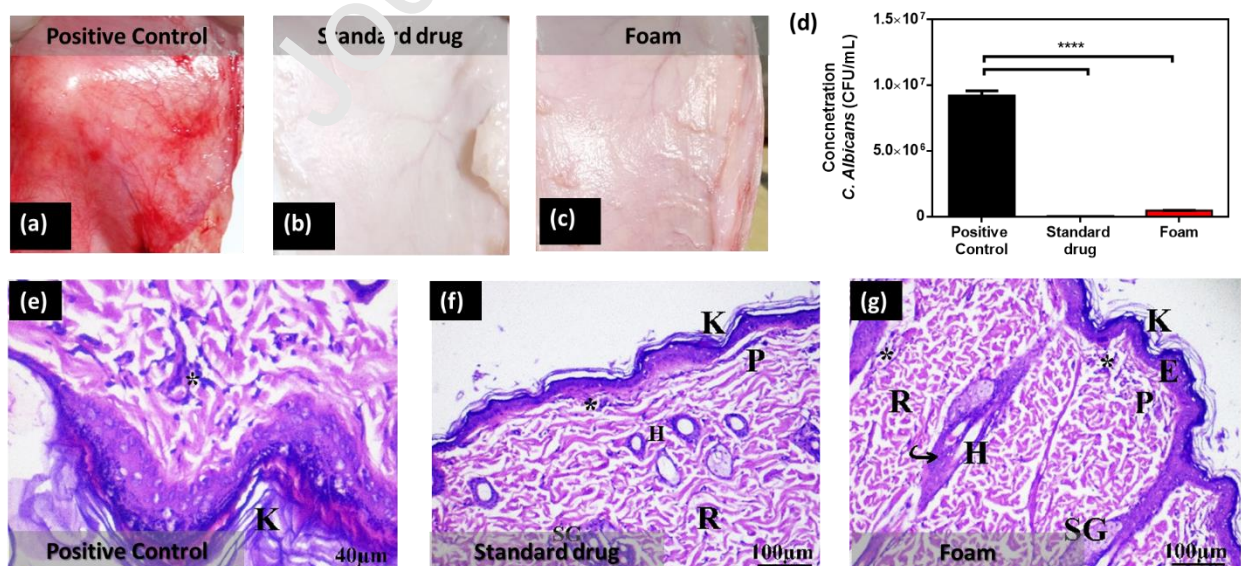 Jou
Positive Control
(a)
Standard drug
(b)
Foam
(c)
(d)
1.5×10⁷
1.0×10⁷
5.0×10⁶
0
Concnetration
C. Albicans (CFU/mL)
****
Positive
Control
Standard
drug
Foam
(e)
*
K
Positive Control
40µm
(f)
K
P
*
H
R
SG
Standard drug
100µm
(g)
K
*
*
E
R
P
H
SG
Foam
100µm